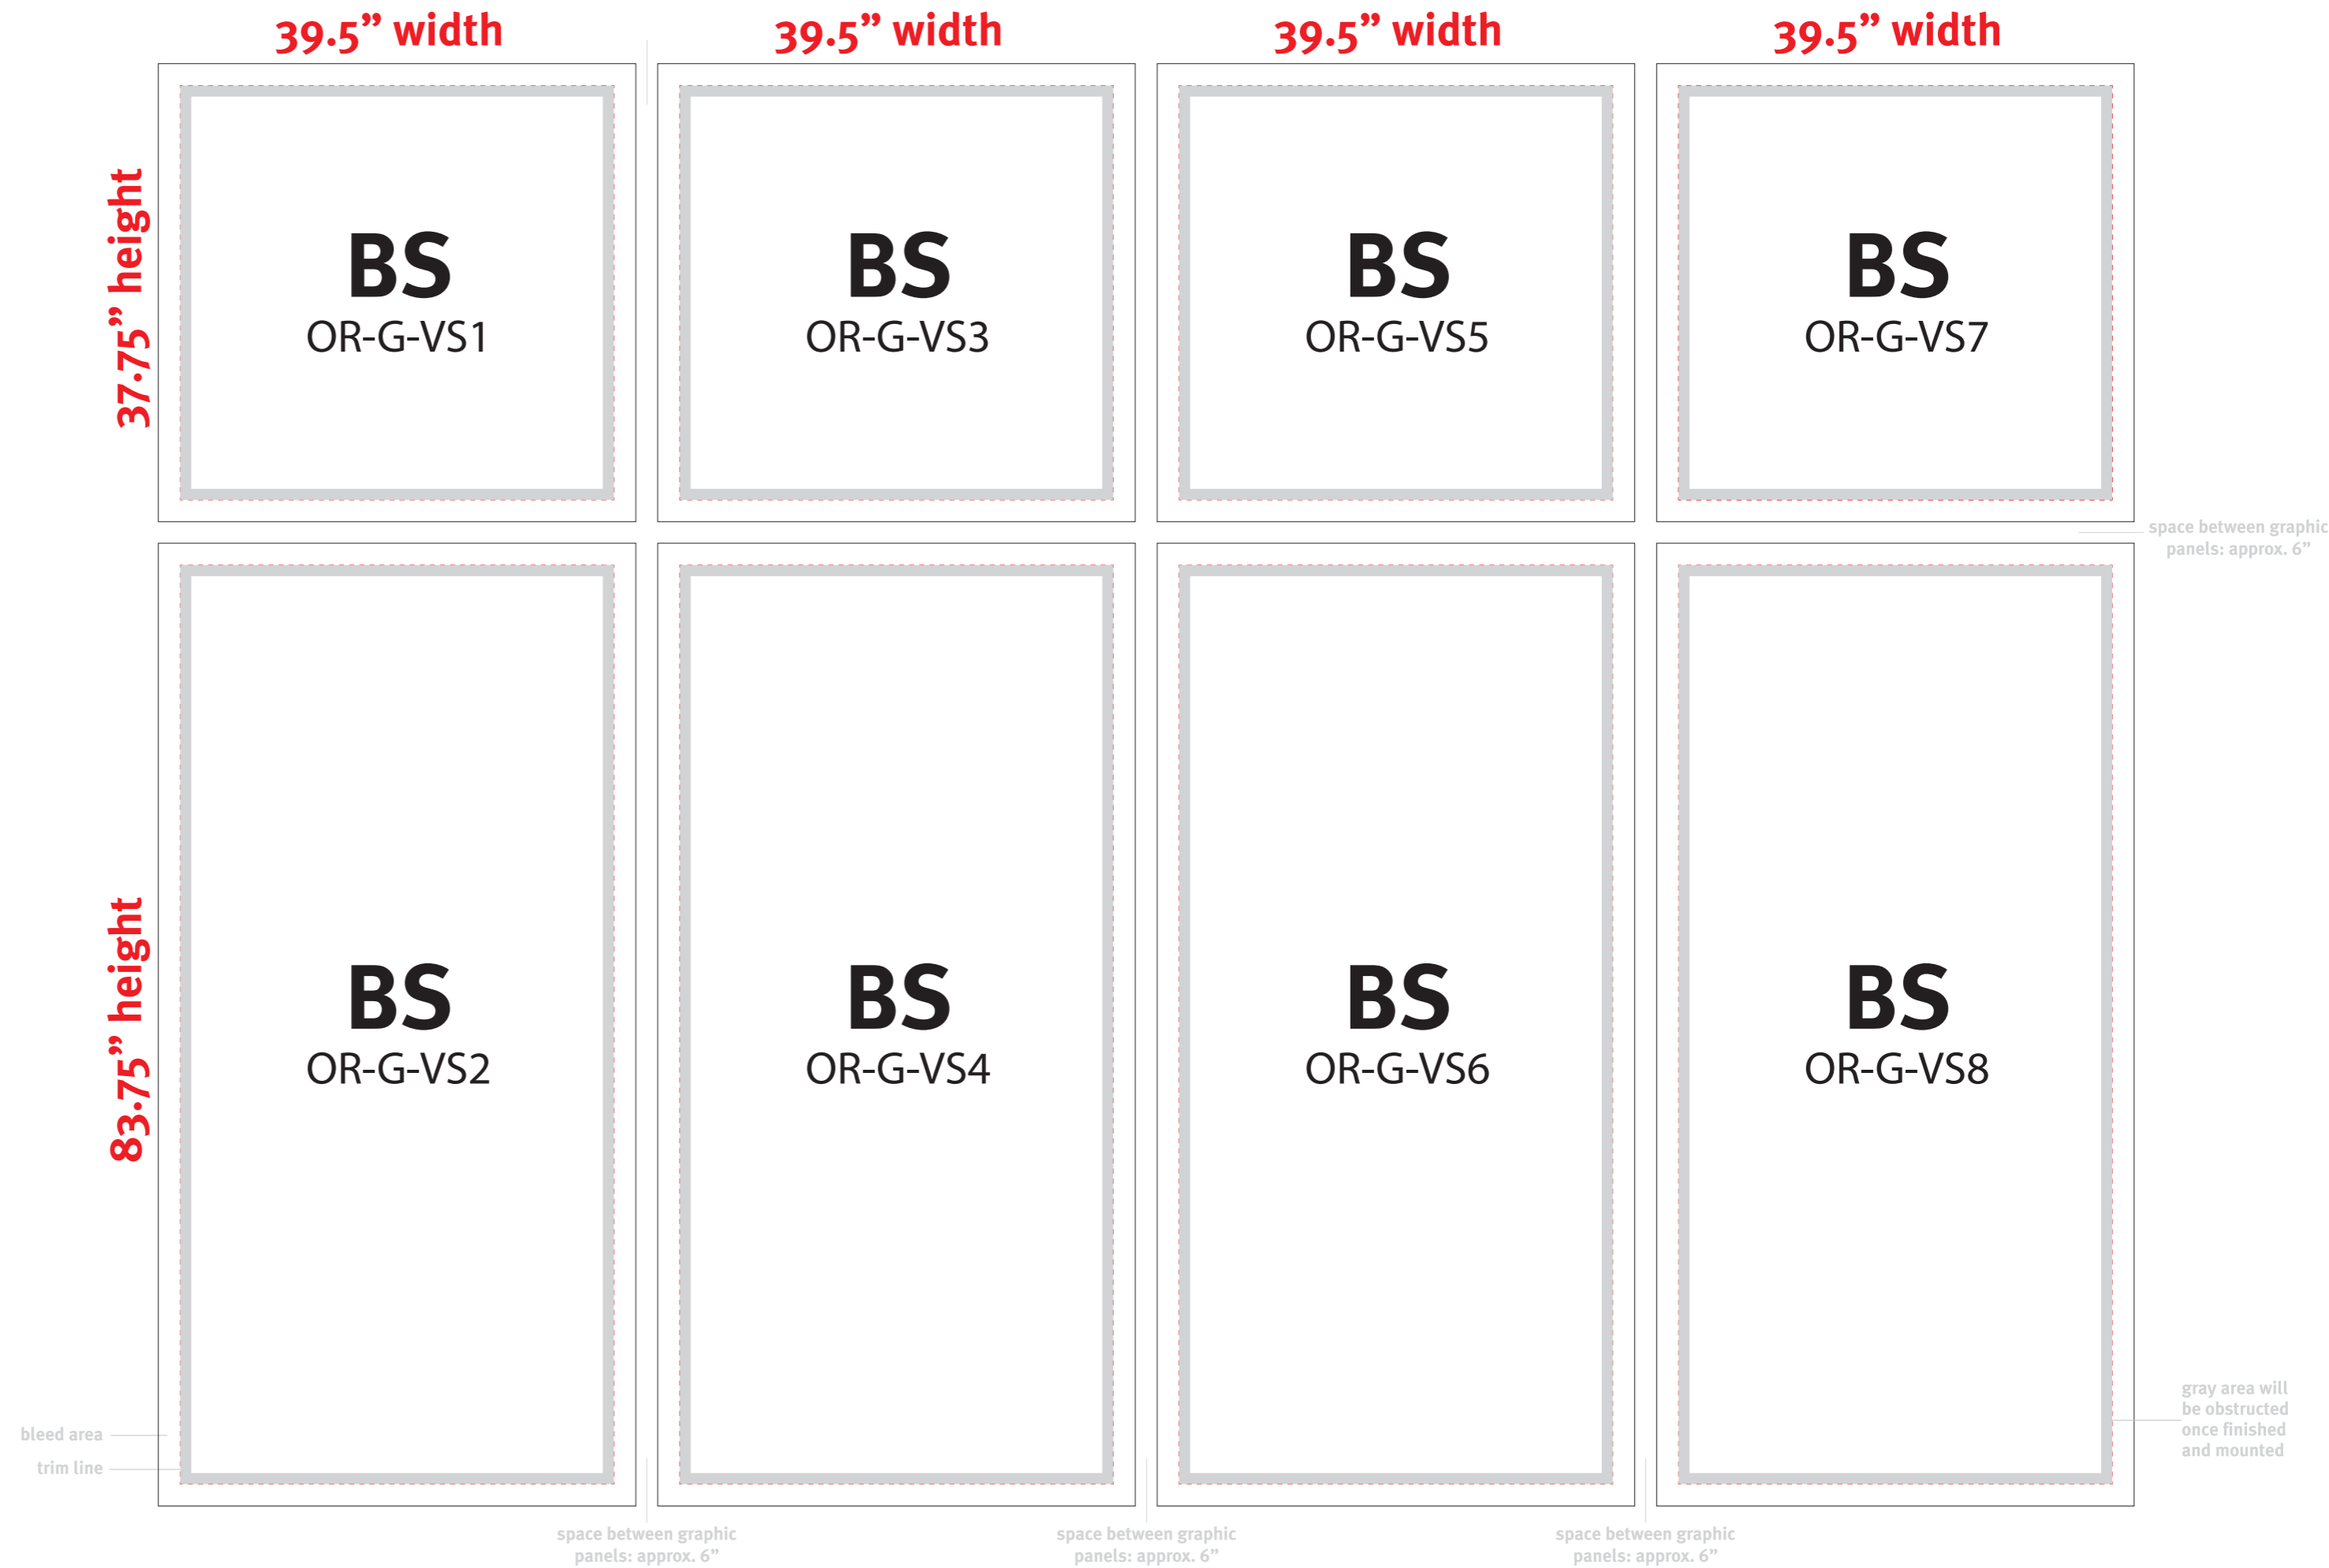 39.5” width
39.5” width
39.5” width
39.5” width
37.75” height
BS
OR-G-VS1
BS
OR-G-VS3
BS
OR-G-VS5
BS
OR-G-VS7
space between graphic
panels: approx. 6”
83.75” height
BS
OR-G-VS2
BS
OR-G-VS4
BS
OR-G-VS6
BS
OR-G-VS8
bleed area
trim line
gray area will
be obstructed
once finished
and mounted
space between graphic
panels: approx. 6”
space between graphic
panels: approx. 6”
space between graphic
panels: approx. 6”